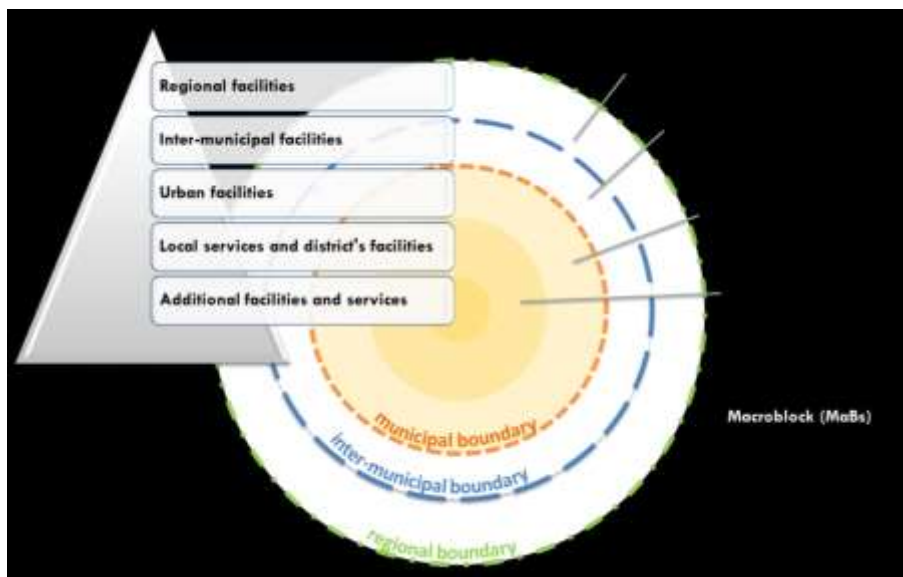 Regional facilities
Inter-municipal facilities
Urban facilities
Local services and district's facilities
Additional facilities and services
Macroblock (MaBs)
municipal boundary
inter-municipal boundary
regional boundary